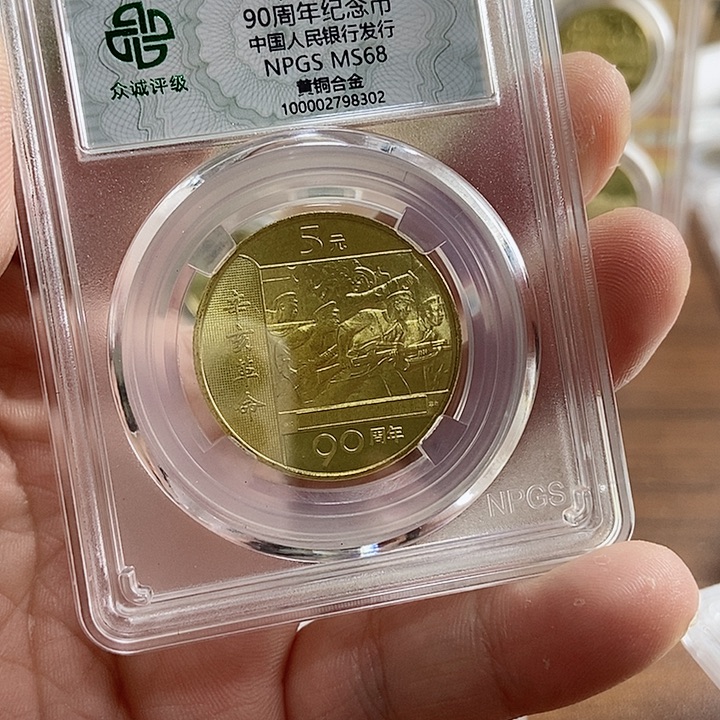 90周年纪念币
中国人民银行发行
NPGS MS68
黄铜合金
100002798302
众诚评级
5元
辛亥革命
90周年
NPGS